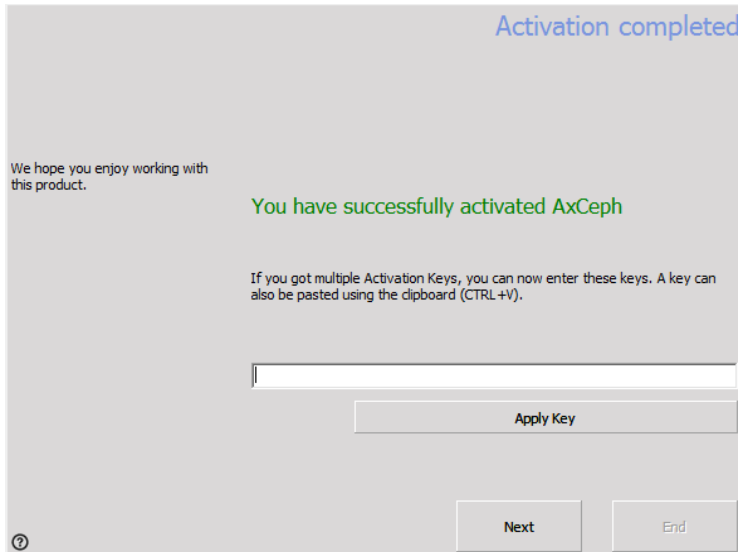 Activation completed
We hope you enjoy working with
this product.
You have successfully activated AxCeph
If you got multiple Activation Keys, you can now enter these keys. A key can
also be pasted using the clipboard (CTRL+V).
Apply Key
Next
End
?